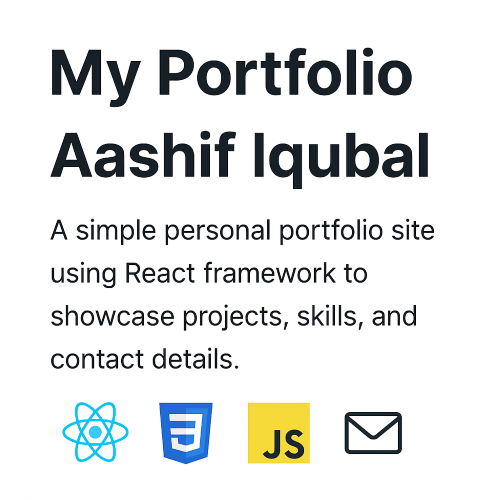 My Portfolio
Aashif Iqubal
A simple personal portfolio site
using React framework to
showcase projects, skills, and
contact details.
3
JS